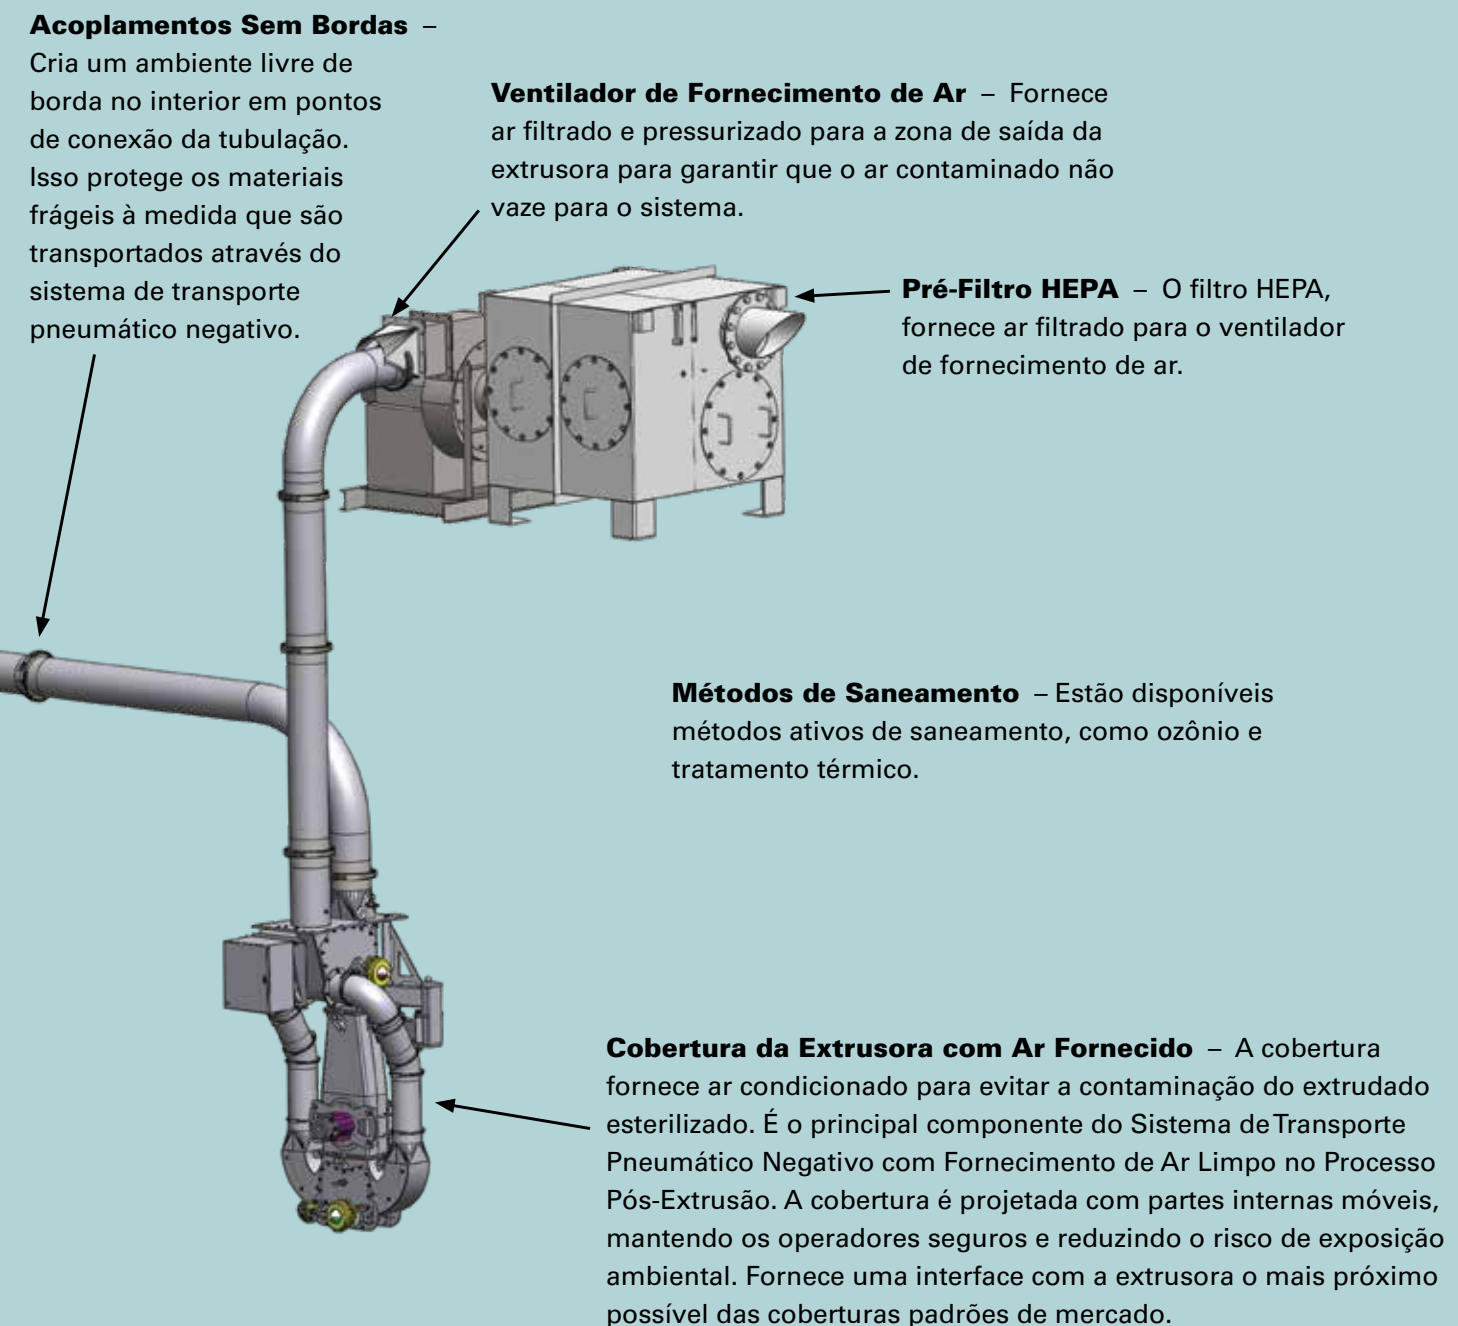 Acoplamentos Sem Bordas –
Cria um ambiente livre de
borda no interior em pontos
de conexão da tubulação.
Isso protege os materiais
frágeis à medida que são
transportados através do
sistema de transporte
pneumático negativo.
Ventilador de Fornecimento de Ar – Fornece
ar filtrado e pressurizado para a zona de saída da
extrusora para garantir que o ar contaminado não
vaze para o sistema.
Pré-Filtro HEPA – O filtro HEPA,
fornece ar filtrado para o ventilador
de fornecimento de ar.
Métodos de Saneamento – Estão disponíveis
métodos ativos de saneamento, como ozônio e
tratamento térmico.
Cobertura da Extrusora com Ar Fornecido – A cobertura
fornece ar condicionado para evitar a contaminação do extrudado
esterilizado. É o principal componente do Sistema de Transporte
Pneumático Negativo com Fornecimento de Ar Limpo no Processo
Pós-Extrusão. A cobertura é projetada com partes internas móveis,
mantendo os operadores seguros e reduzindo o risco de exposição
ambiental. Fornece uma interface com a extrusora o mais próximo
possível das coberturas padrões de mercado.